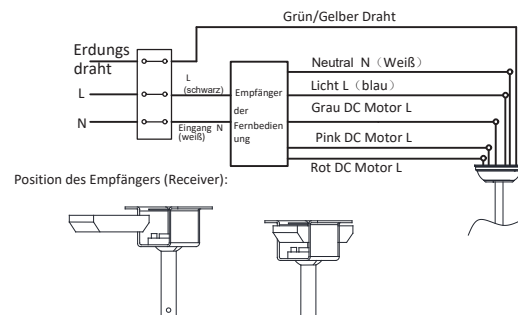 Grün/Gelber Draht
Erdungs
draht
L
N
L
(schwarz)
Eingang N
(weiß)
Empfänger
der
Fernbedien
ung
Neutral N（Weiß）
Licht L（blau）
Grau DC Motor L
Pink DC Motor L
Rot DC Motor L
Position des Empfängers (Receiver):